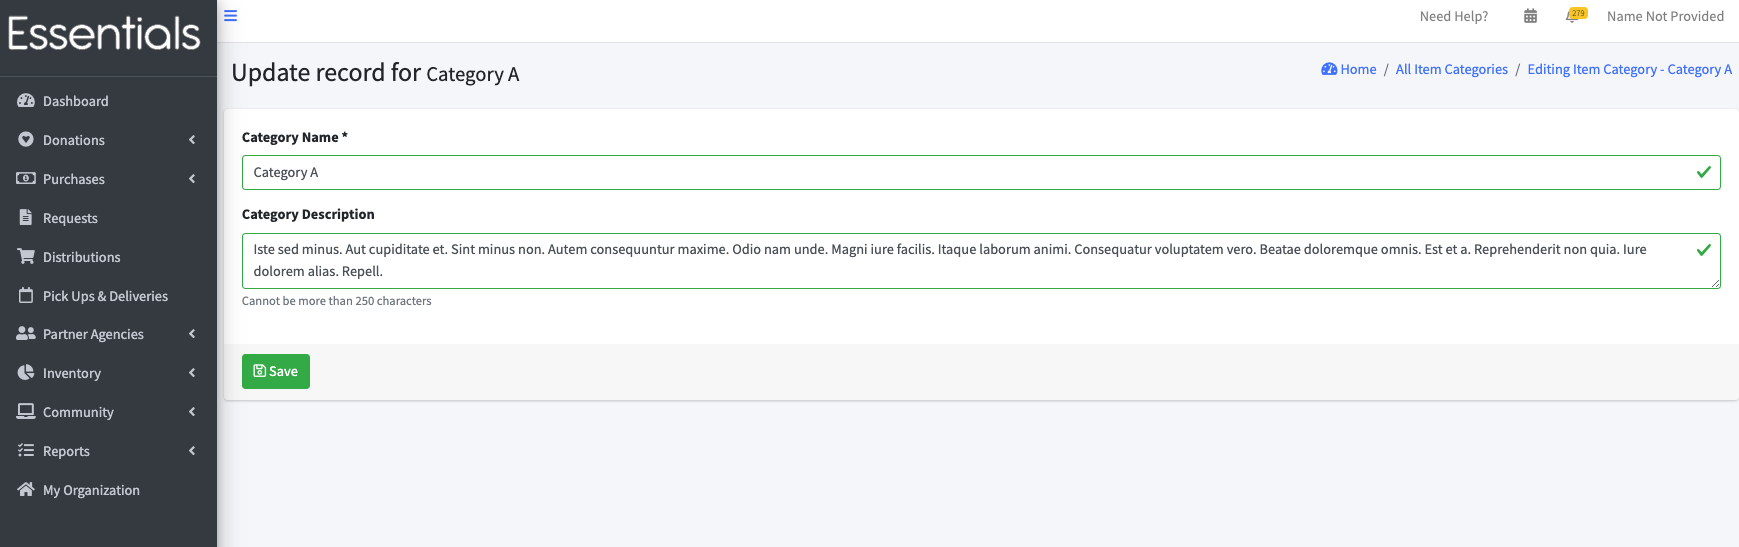 Essentials
Need Help?
279
Name Not Provided
Update record for Category A
Home / All Item Categories / Editing Item Category - Category A
Dashboard
Donations
Purchases
Requests
Distributions
Pick Ups & Deliveries
Partner Agencies
Inventory
Community
Reports
My Organization
Category Name *
Category A
Category Description
Iste sed minus. Aut cupiditate et. Sint minus non. Autem consequuntur maxime. Odio nam unde. Magni iure facilis. Itaque laborum animi. Consequatur voluptatem vero. Beatae doloremque omnis. Est et a. Reprehenderit non quia. Iure
dolorem alias. Repell.
Cannot be more than 250 characters
Save